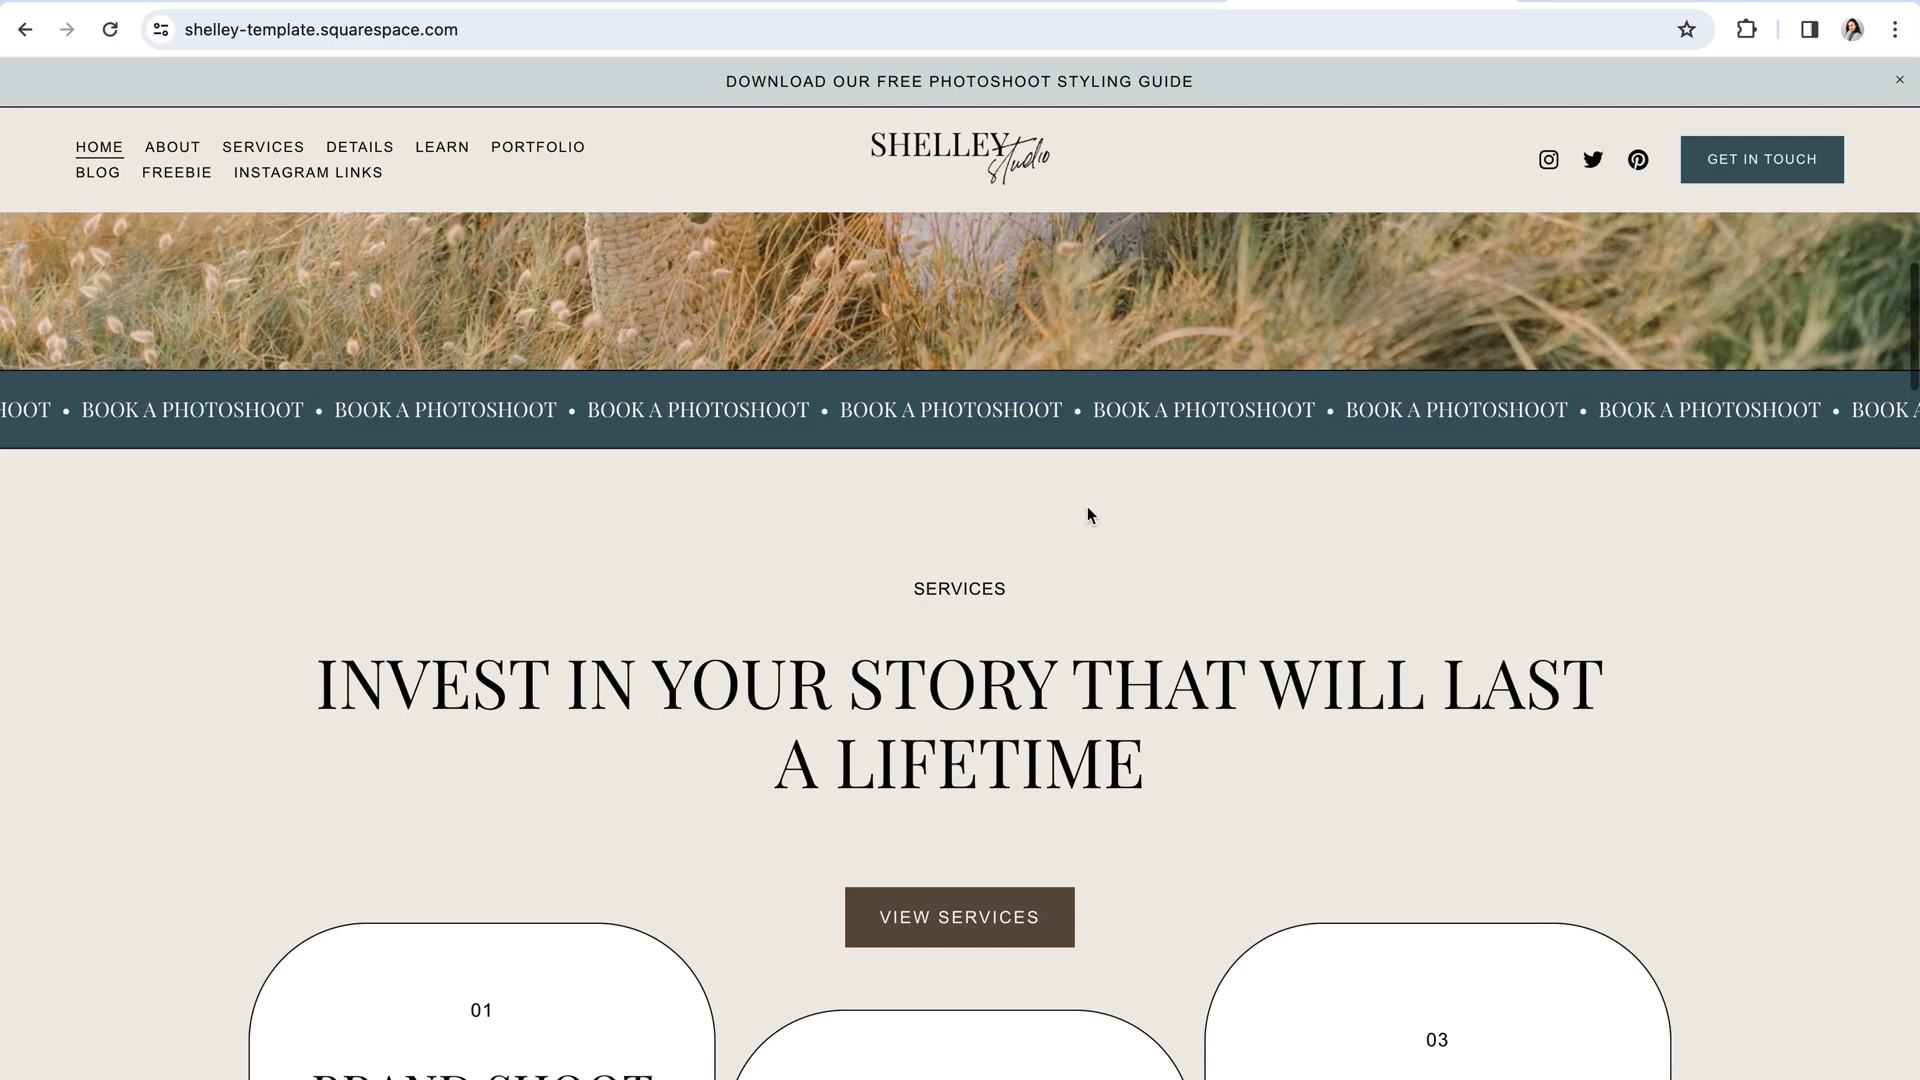 shelley-template.squarespace.com
DOWNLOAD OUR FREE PHOTOSHOOT STYLING GUIDE
HOME ABOUT SERVICES DETAILS LEARN PORTFOLIO
BLOG FREEBIE INSTAGRAM LINKS
SHELLEY
studio
GET IN TOUCH
HOOT • BOOK A PHOTOSHOOT • BOOK A PHOTOSHOOT • BOOK A PHOTOSHOOT • BOOK A PHOTOSHOOT • BOOK A PHOTOSHOOT • BOOK A PHOTOSHOOT • BOOK A PHOTOSHOOT • BOOK A
SERVICES
INVEST IN YOUR STORY THAT WILL LAST
A LIFETIME
VIEW SERVICES
01
BRAND SHOOT
03